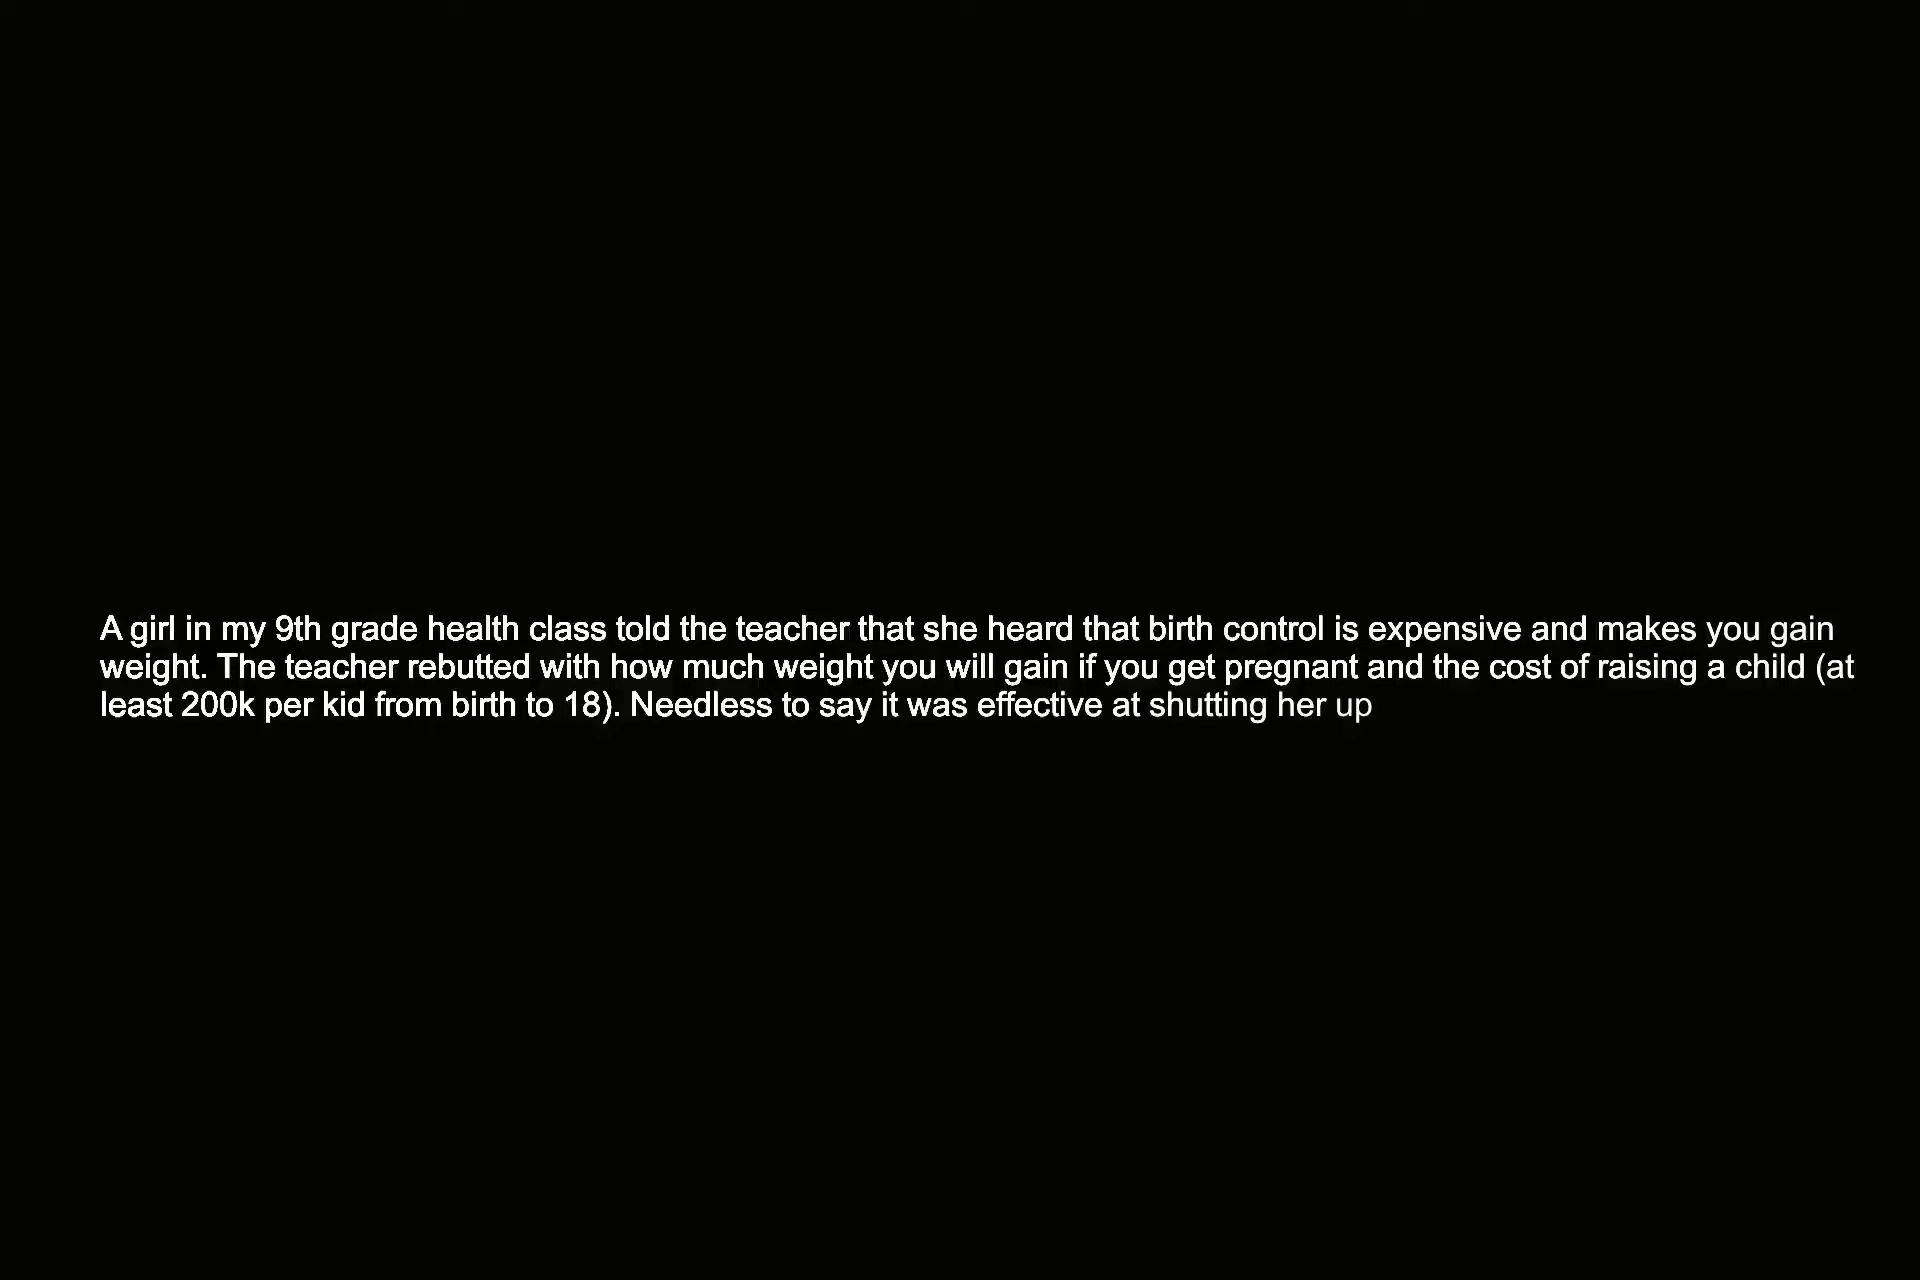 A girl in my 9th grade health class told the teacher that she heard that birth control is expensive and makes you gain
weight. The teacher rebutted with how much weight you will gain if you get pregnant and the cost of raising a child (at
least 200k per kid from birth to 18). Needless to say it was effective at shutting her up